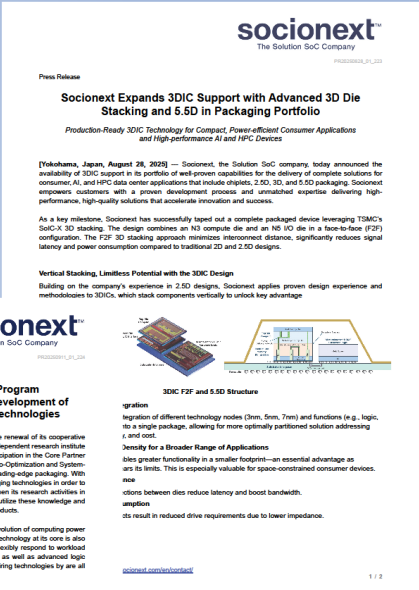 socionext™
The Solution SoC Company
Press Release
Socionext Expands 3DIC Support with Advanced 3D Die
Stacking and 5.5D in Packaging Portfolio
Production-Ready 3DIC Technology for Compact, Power-efficient Consumer Applications
and High-performance AI and HPC Devices
[Yokohama, Japan, August 28, 2025] — Socionext, the Solution SoC company, today announced the
availability of 3DIC support in its portfolio of well-proven capabilities for the delivery of complete solutions for
consumer, AI, and HPC data center applications that include chiplets, 2.5D, 3D, and 5.5D packaging. Socionext
empowers customers with a proven development process and unmatched expertise delivering high-
performance, high-quality solutions that accelerate innovation and success.
As a key milestone, Socionext has successfully taped out a complete packaged device leveraging TSMC's
SoIC-X 3D stacking. The design combines an N3 compute die and an N5 I/O die in a face-to-face (F2F)
configuration. The F2F 3D stacking approach minimizes interconnect distance, significantly reduces signal
latency and power consumption compared to traditional 2D and 2.5D designs.
Vertical Stacking, Limitless Potential with the 3DIC Design
Building on the company's experience in 2.5D designs, Socionext applies proven design experience and
methodologies to 3DICs, which stack components vertically to unlock key advantage
onext™
n SoC Company
Program
evelopment of
echnologies
e renewal of its cooperative
dependent research institute
cipation in the Core Partner
o-Optimization and System-
ading-edge packaging. With
ging technologies in order to
en its research activities in
utilize these knowledge and
ducts.
volution of computing power
echnology at its core is also
exibly respond to workload
as well as advanced logic
iring technologies by are all
3DIC F2F and 5.5D Structure
gration
tegration of different technology nodes (3nm, 5nm, 7nm) and functions (e.g., logic,
to a single package, allowing for more optimally partitioned solution addressing
y, and cost.
Density for a Broader Range of Applications
bles greater functionality in a smaller footprint—an essential advantage as
ars its limits. This is especially valuable for space-constrained consumer devices.
nce
ctions between dies reduce latency and boost bandwidth.
umption
cts result in reduced drive requirements due to lower impedance.
ocionext.com/en/contact/
1 / 2